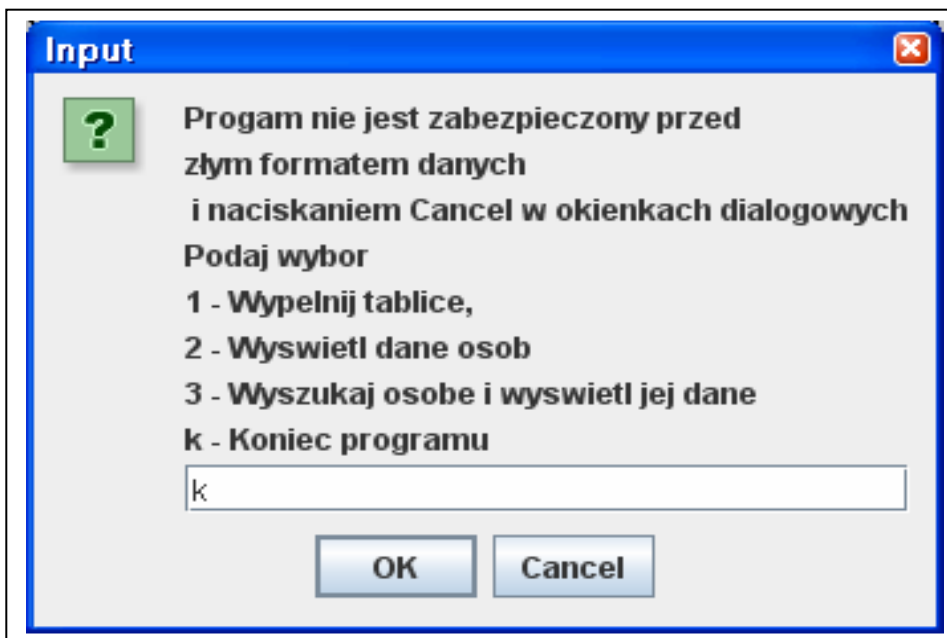 Input
Progam nie jest zabezpieczony przed
złym formatem danych
i naciskaniem Cancel w okienkach dialogowych
Podaj wybor
1 - Wypelnij tablice,
2 - Wyswietl dane osob
3 - Wyszukaj osobe i wyswietl jej dane
k - Koniec programu
k
OK Cancel